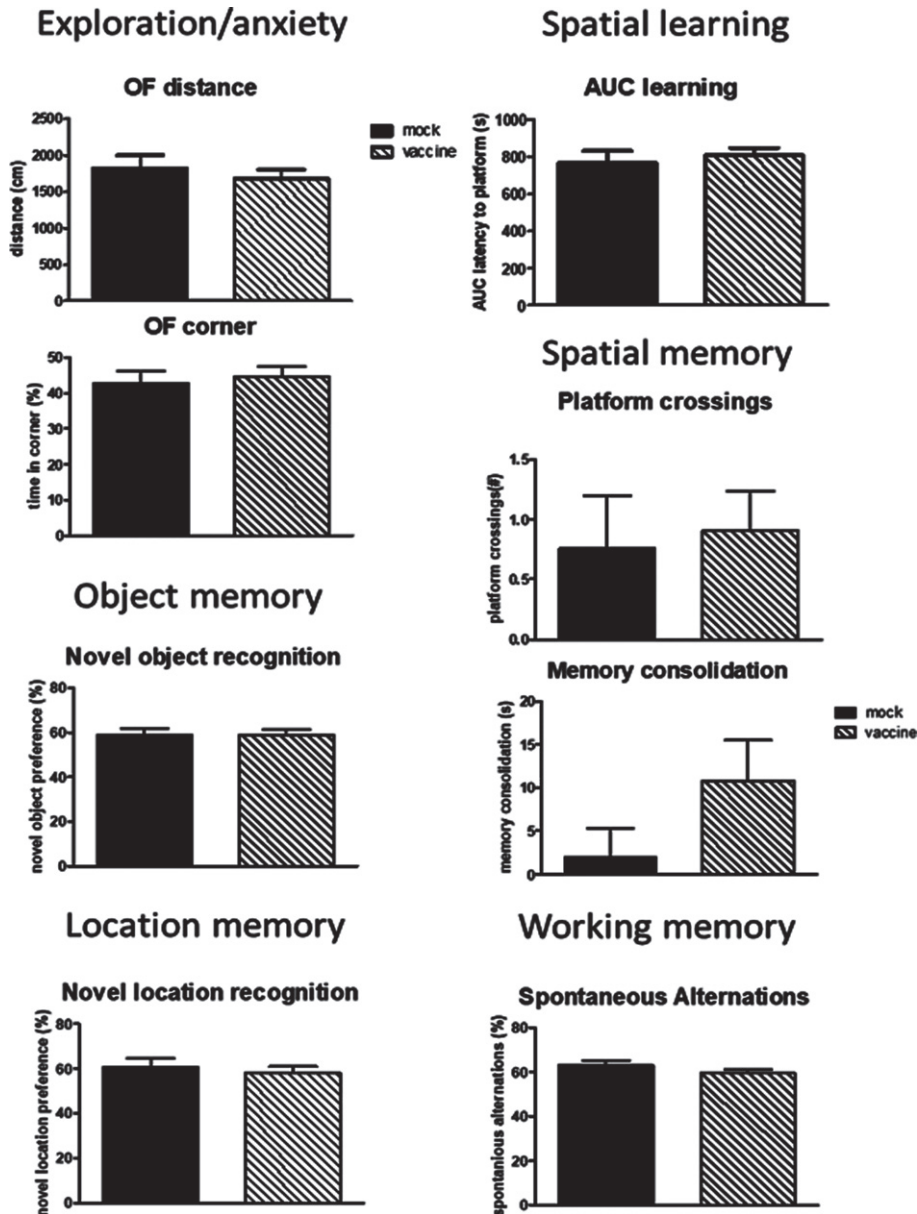 Exploration/anxiety
OF distance
2500
2000
1500
1000
500
0
distance (cm)
mock
vaccine
OF corner
50
40
30
20
10
0
time in corner (%)
Object memory
Novel object recognition
80
60
40
20
0
novel object preference (%)
Location memory
Novel location recognition
80
60
40
20
0
novel location preference (%)
Spatial learning
AUC learning
1000
800
600
400
200
0
AUC latency to platform (s)
Spatial memory
Platform crossings
1.5
1.0
0.5
0.0
platform crossings(#)
Memory consolidation
20
15
10
5
0
memory consolidation (s)
mock
vaccine
Working memory
Spontaneous Alternations
80
60
40
20
0
spontanious alternations (%)